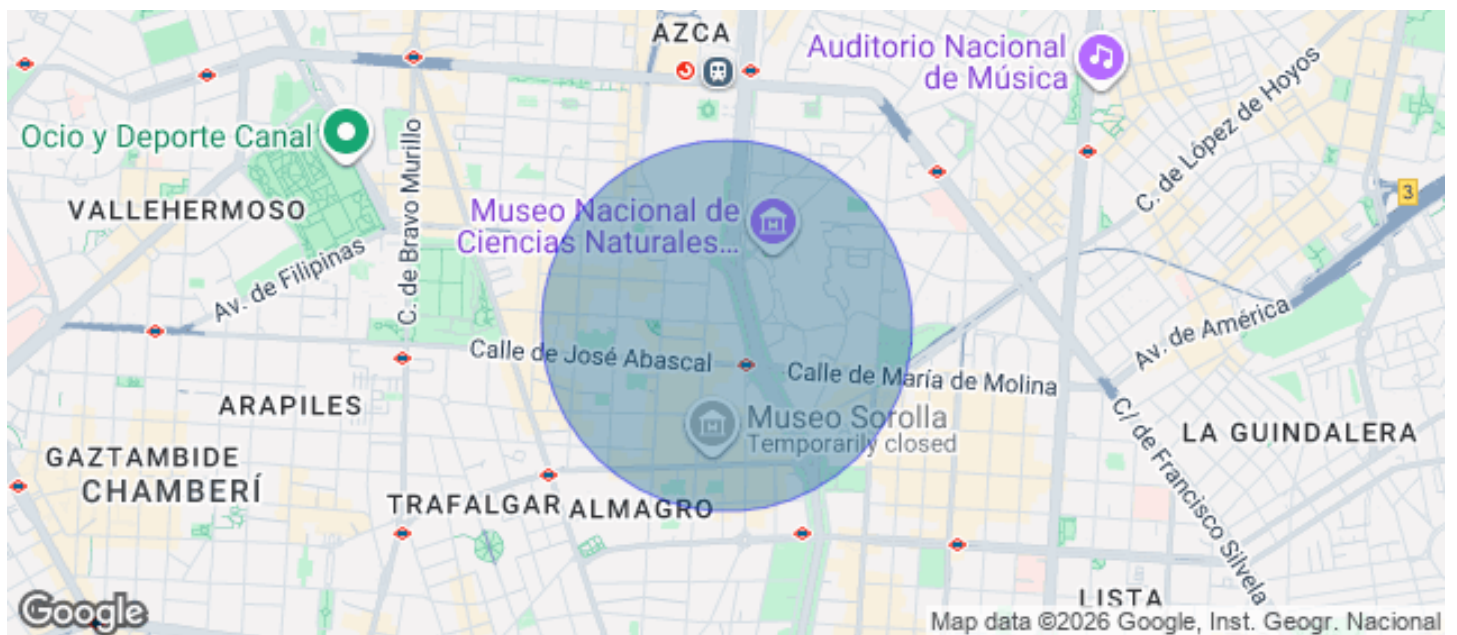 AZCA
Auditorio Nacional
de Música
C. de López de Hoyos
Ocio y Deporte Canal
C. de Bravo Murillo
3
VALLEHERMOSO
Museo Nacional de
Ciencias Naturales...
Av. de Filipinas
Av. de América
Calle de José Abascal
Calle de María de Molina
ARAPILES
Museo Sorolla
Temporarily closed
C/ de Francisco Silvela
LA GUINDALERA
GAZTAMBIDE
CHAMBERÍ
TRAFALGAR
ALMAGRO
LISTA
Google
Map data ©2026 Google, Inst. Geogr. Nacional